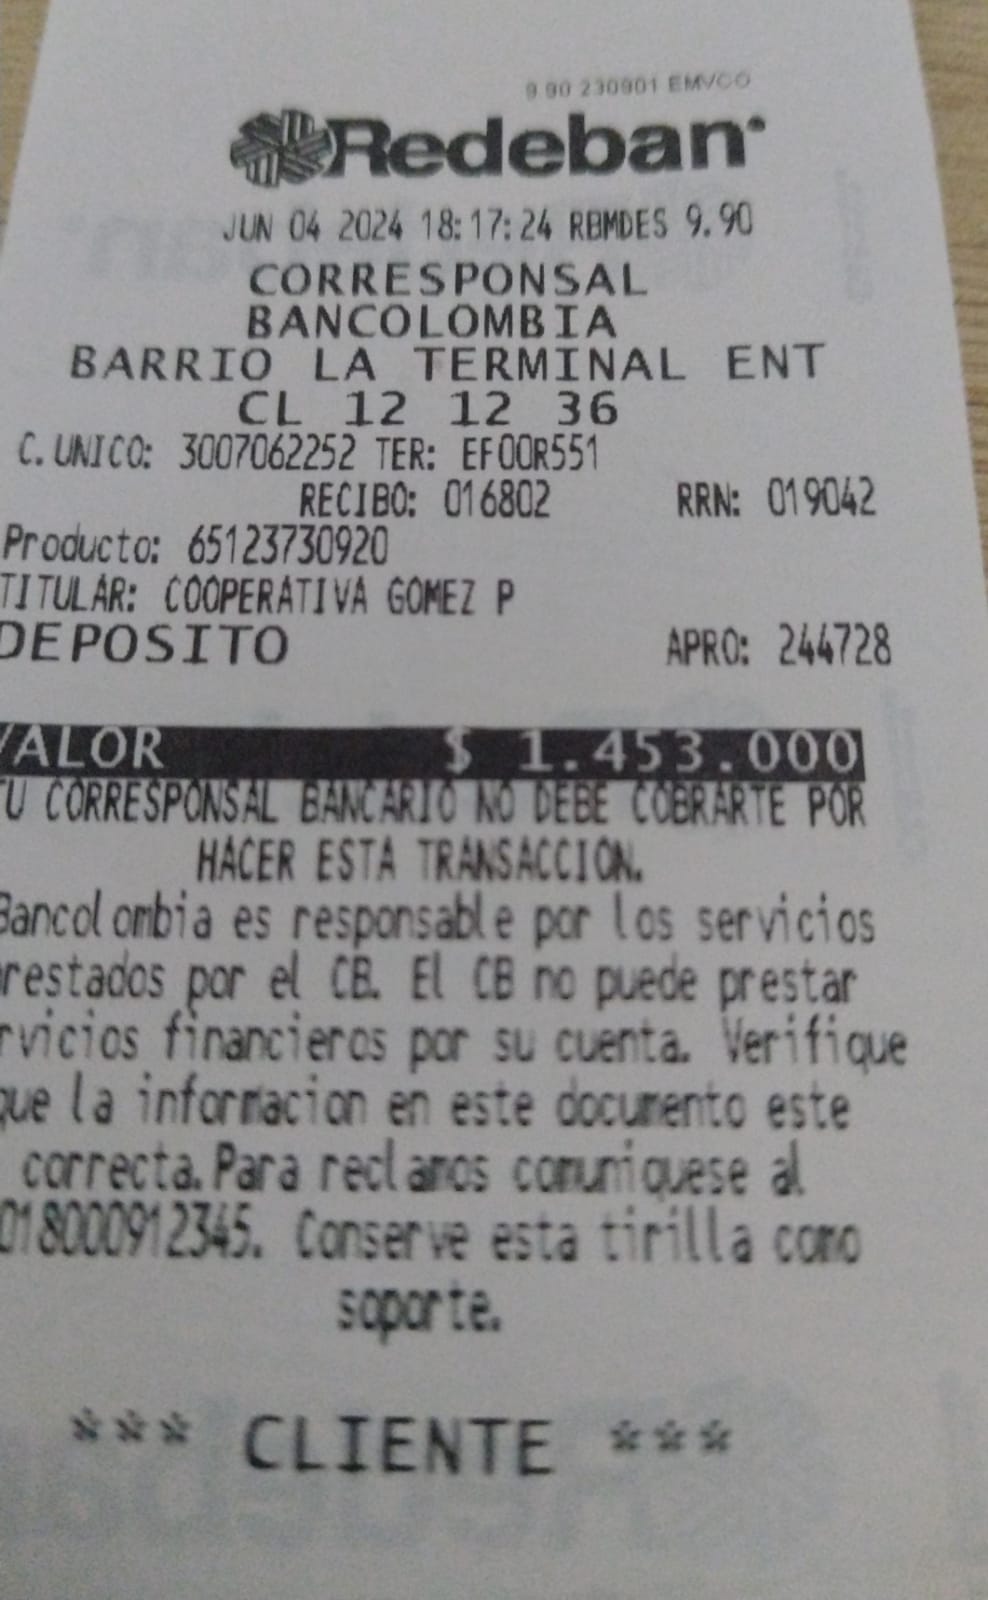 9.90 230901 EMVCO
Redeban
JUN 04 2024 18:17:24 RBMDES 9.90
CORRESPONSAL
BANCOLOMBIA
BARRIO LA TERMINAL ENT
CL 12 12 36
C. UNICO: 3007062252 TER: EF00R551
RECIBO: 016802 RRN: 019042
Producto: 65123730920
TITULAR: COOPERATIVA GOMEZ P
DEPOSITO APRO: 244728
VALOR $ 1.453.000
TU CORRESPONSAL BANCARIO NO DEBE COBRARTE POR
HACER ESTA TRANSACCION.
Bancolombia es responsable por los servicios
prestados por el CB. El CB no puede prestar
rvicios financieros por su cuenta. Verifique
que la informacion en este documento este
correcta. Para reclamos comuniquese al
018000912345. Conserve esta tirilla como
soporte.
*** CLIENTE ***